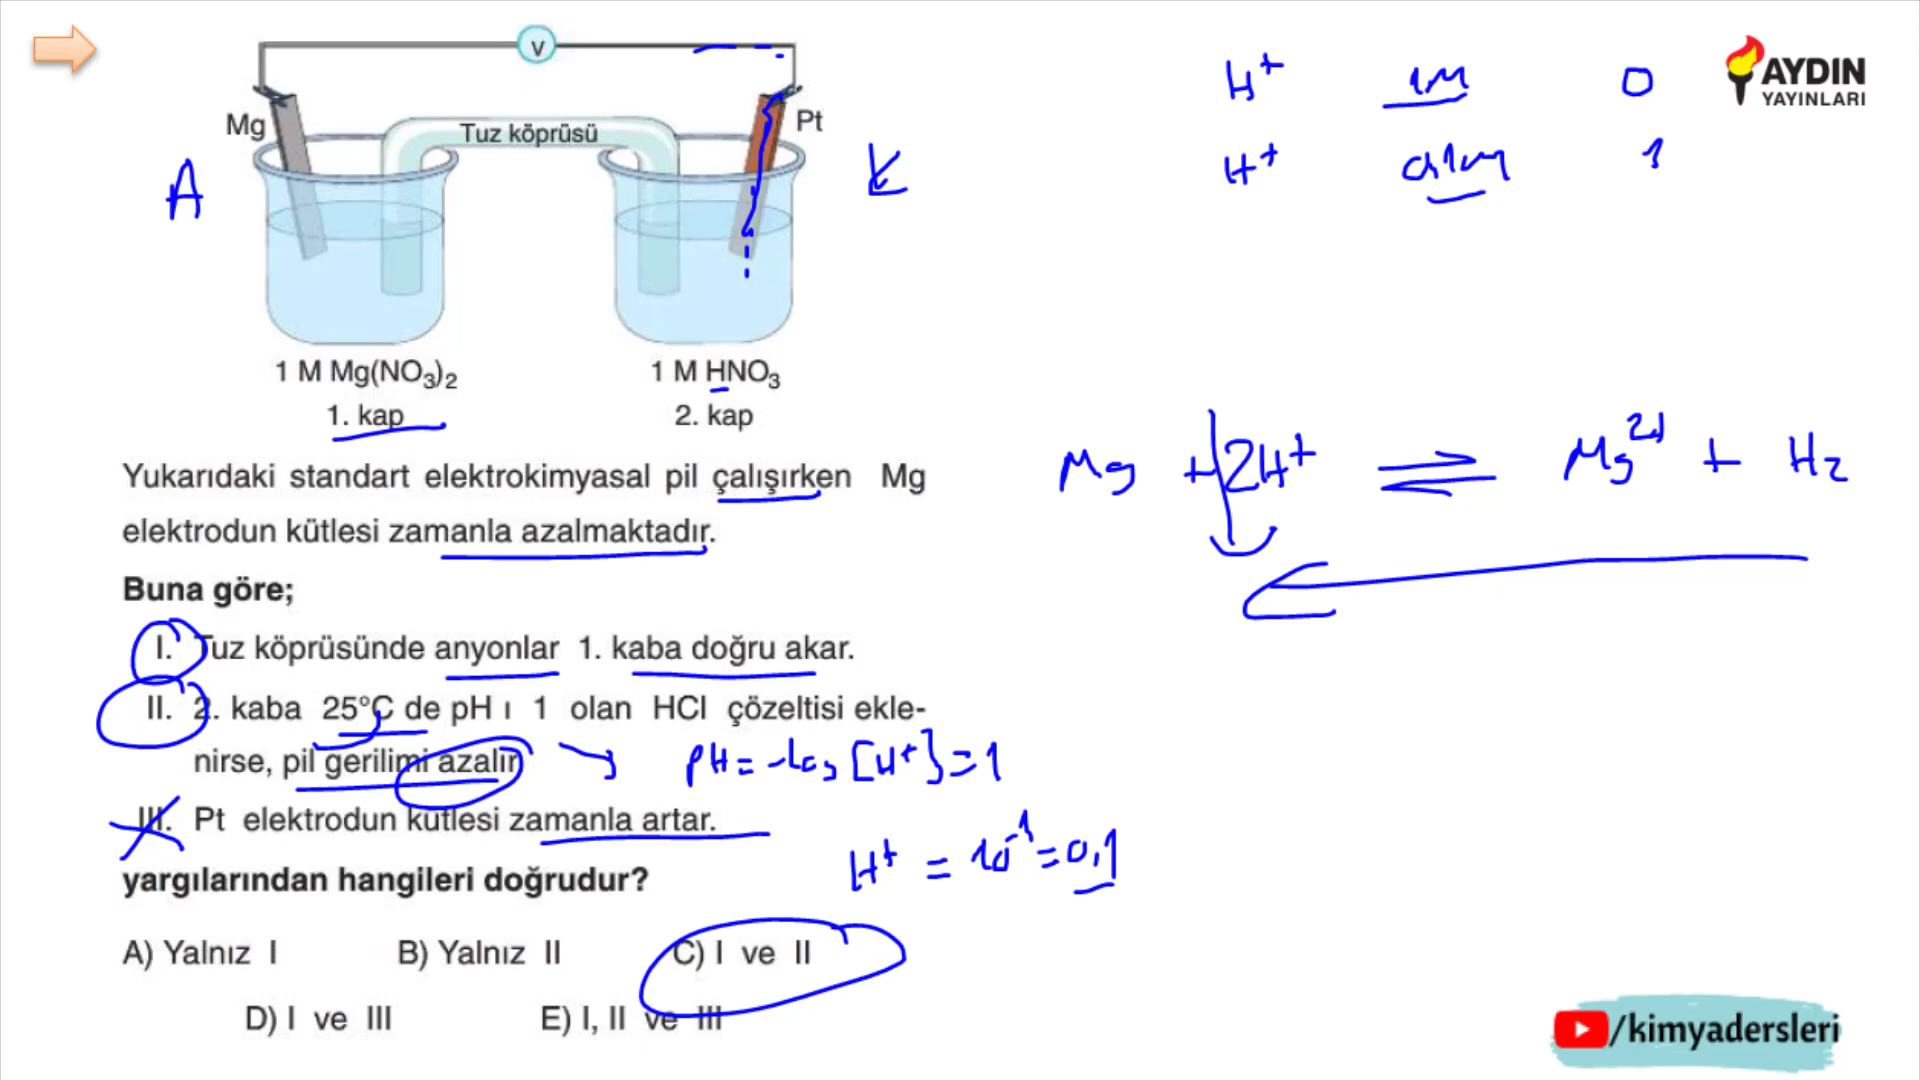 V
H⁺ 1M 0
AYDIN
YAYINLARI
Mg
Tuz köprüsü
Pt
A
K
H⁺ 0,1M 1
1 M Mg(NO₃)₂
1 M HNO₃
1. kap
2. kap
Mg + 2H⁺ ⇌ Mg²⁺ + H₂
Yukarıdaki standart elektrokimyasal pil çalışırken Mg
elektrodun kütlesi zamanla azalmaktadır.
Buna göre;
I. Tuz köprüsünde anyonlar 1. kaba doğru akar.
II. 2. kaba 25°C de pH ı 1 olan HCl çözeltisi ekle-
nirse, pil gerilimi azalır.
pH = -log [H⁺] = 1
III. Pt elektrodun kütlesi zamanla artar.
H⁺ = 10⁻¹ = 0,1
yargılarından hangileri doğrudur?
A) Yalnız I B) Yalnız II C) I ve II
D) I ve III E) I, II ve III
/kimyadersleri